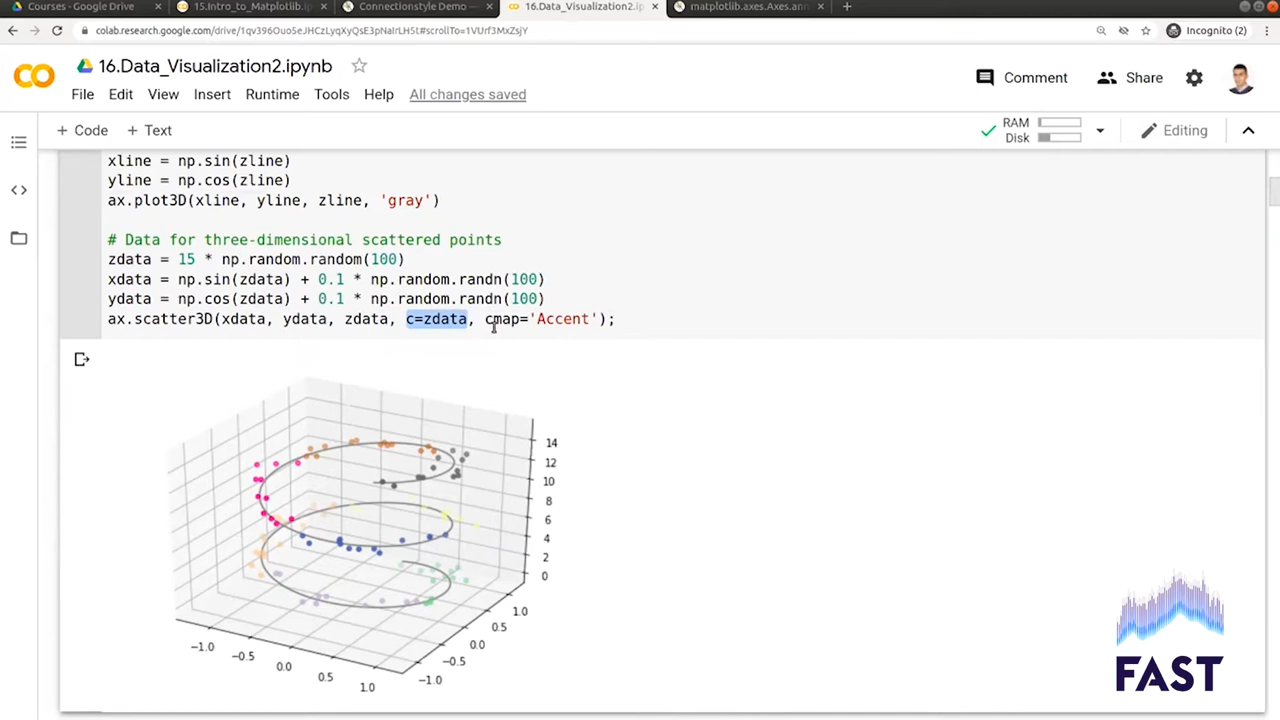 Courses - Google Drive
15.Intro_to_Matplotlib.ip
Connectionstyle Demo —
16.Data_Visualization2.ip
matplotlib.axes.Axes.ann
colab.research.google.com/drive/1qv396Ouo5eJHCzLyqXyQsE3pNaIrLH5t#scrollTo=1VUrf3MxZsjY
Incognito (2)
CO
16.Data_Visualization2.ipynb
Comment
Share
File Edit View Insert Runtime Tools Help All changes saved
+ Code + Text
RAM
Disk
Editing
xline = np.sin(zline)
yline = np.cos(zline)
ax.plot3D(xline, yline, zline, 'gray')
# Data for three-dimensional scattered points
zdata = 15 * np.random.random(100)
xdata = np.sin(zdata) + 0.1 * np.random.randn(100)
ydata = np.cos(zdata) + 0.1 * np.random.randn(100)
ax.scatter3D(xdata, ydata, zdata, c=zdata, cmap='Accent');
14
12
10
8
6
4
2
0
1.0
0.5
0.0
−0.5
−1.0
−1.0
−0.5
0.0
0.5
1.0
FAST